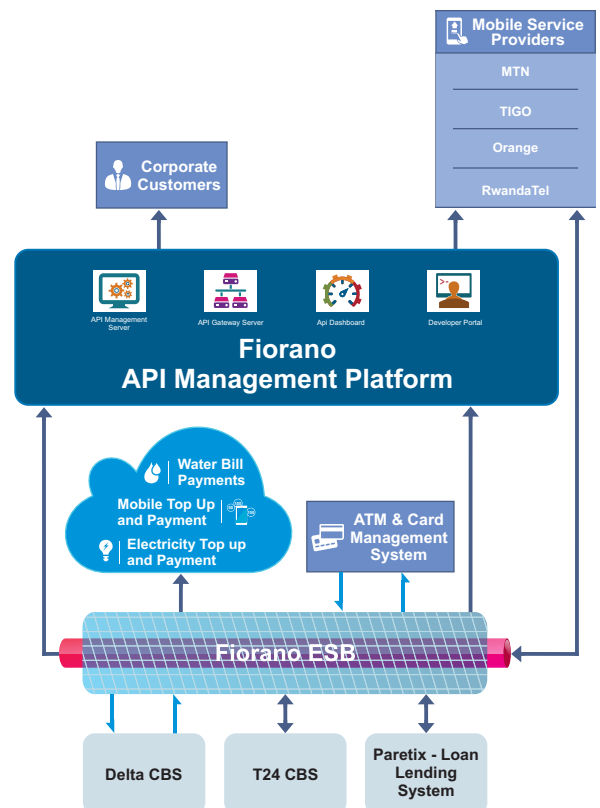 Mobile Service
Providers
MTN
TIGO
Orange
RwandaTel
Corporate
Customers
API Management
Server
API Gateway Server
Api Dashboard
Developer Portal
Fiorano
API Management Platform
Water Bill
Payments
Mobile Top Up
and Payment
Electricity Top up
and Payment
ATM & Card
Management
System
Fiorano ESB
Delta CBS
T24 CBS
Paretix - Loan
Lending
System